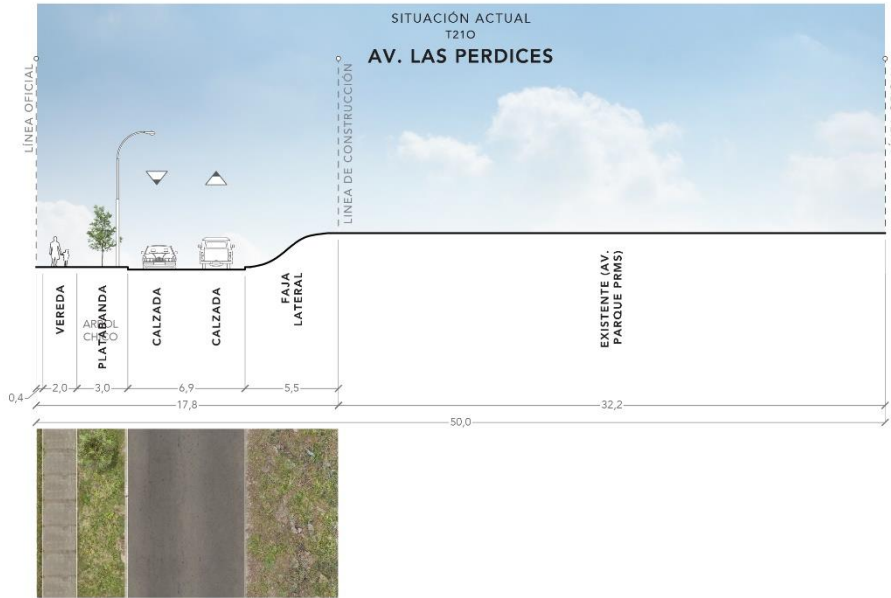 SITUACIÓN ACTUAL
T21O
AV. LAS PERDICES
LÍNEA OFICIAL
LÍNEA DE CONSTRUCCIÓN
VEREDA
ARBOL
CHICO
PLATABANDA
CALZADA
CALZADA
FAJA
LATERAL
EXISTENTE (AV.
PARQUE PRMS)
0,4
2,0
3,0
6,9
5,5
17,8
32,2
50,0